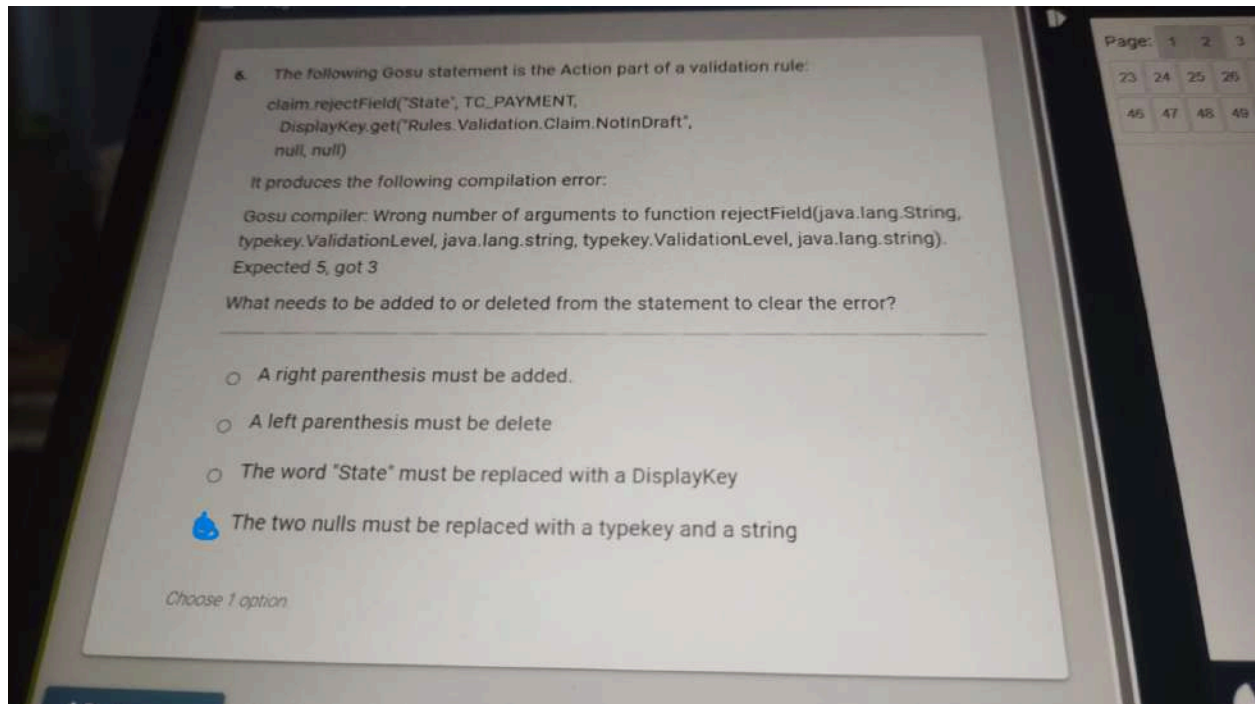 Page: 1 2 3
23 24 25 26
46 47 48 49
6. The following Gosu statement is the Action part of a validation rule:
claim.rejectField("State", TC_PAYMENT,
DisplayKey.get("Rules.Validation.Claim.NotInDraft",
null, null)
It produces the following compilation error:
Gosu compiler: Wrong number of arguments to function rejectField(java.lang.String,
typekey.ValidationLevel, java.lang.string, typekey.ValidationLevel, java.lang.string).
Expected 5, got 3
What needs to be added to or deleted from the statement to clear the error?
A right parenthesis must be added.
A left parenthesis must be delete
The word "State" must be replaced with a DisplayKey
The two nulls must be replaced with a typekey and a string
Choose 1 option